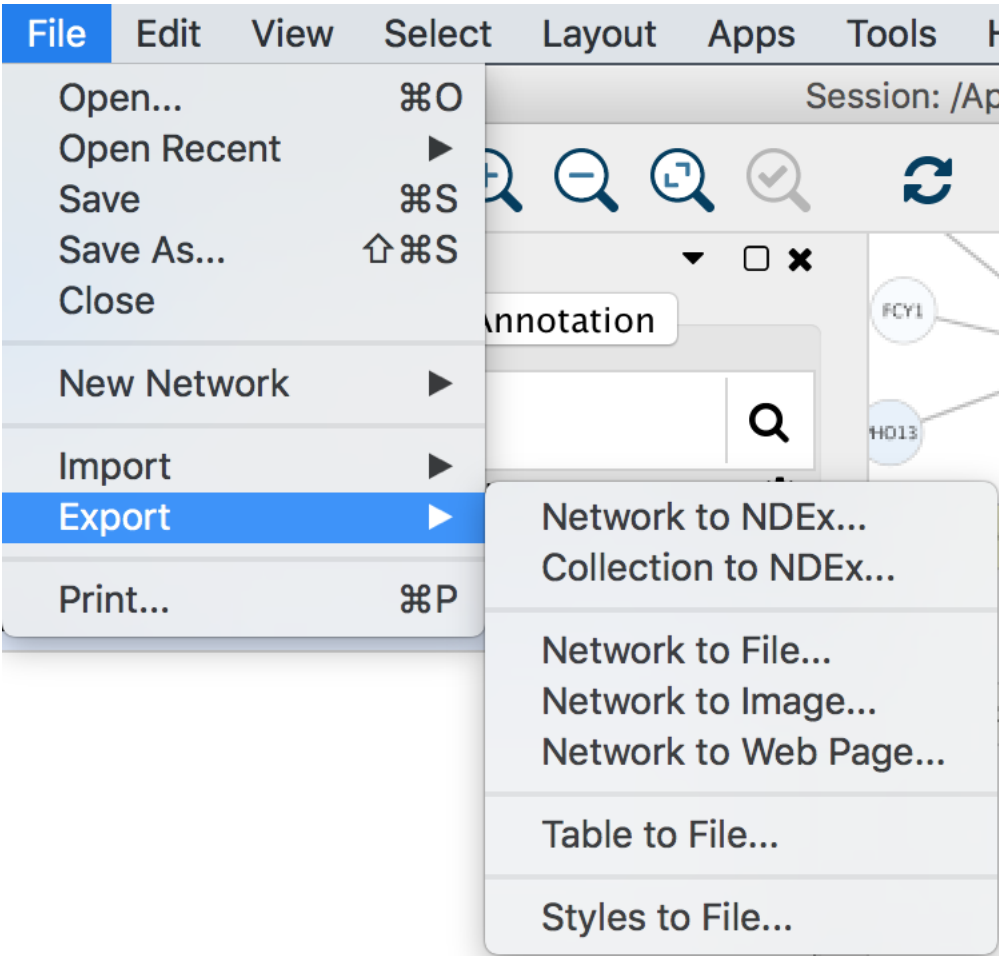 File Edit View Select Layout Apps Tools
Session: /Ap
Open... ⌘O
Open Recent ▶
Save ⌘S
Save As... ⇧⌘S
Close
New Network ▶
Import ▶
Export ▶
Print... ⌘P
Annotation
FCY1
PHO13
Network to NDEx...
Collection to NDEx...
Network to File...
Network to Image...
Network to Web Page...
Table to File...
Styles to File...